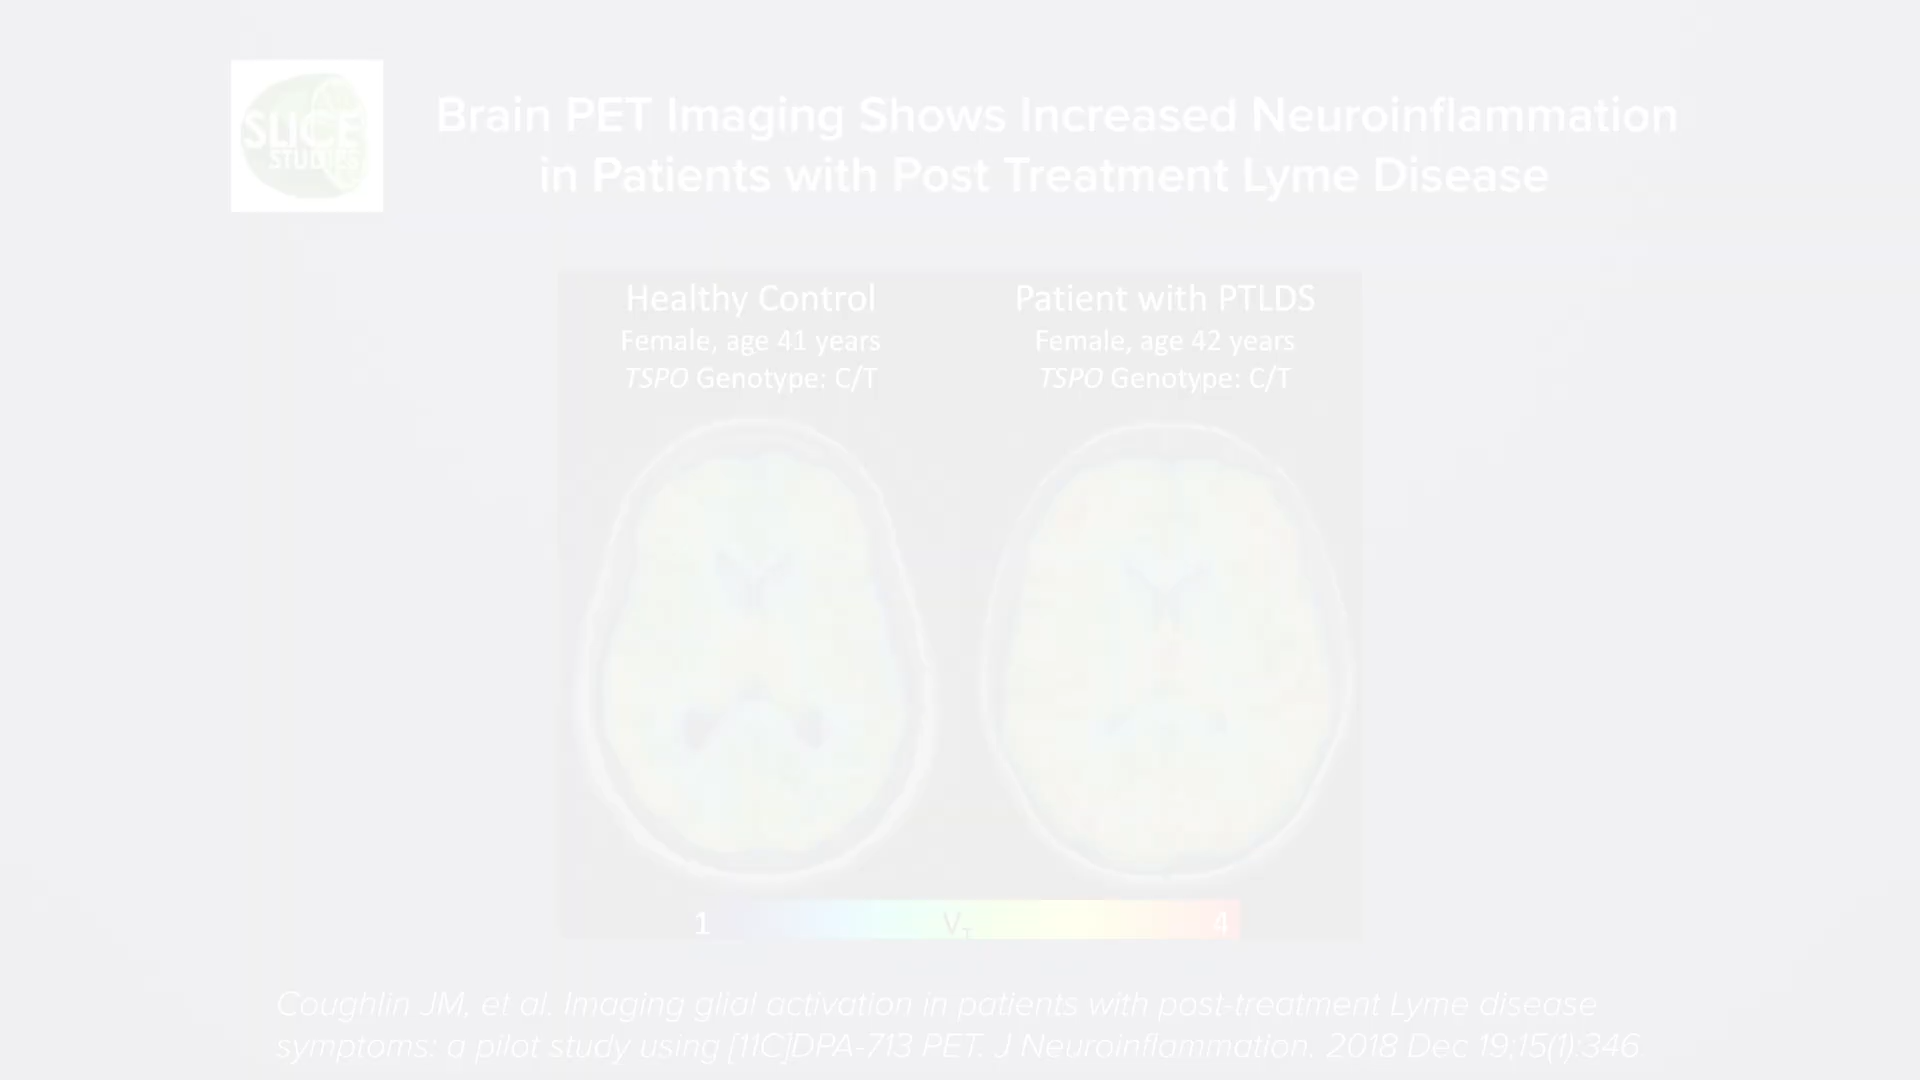 SLICE
STUDIES
Brain PET Imaging Shows Increased Neuroinflammation
in Patients with Post Treatment Lyme Disease
Healthy Control
Female, age 41 years
TSPO Genotype: C/T
Patient with PTLDS
Female, age 42 years
TSPO Genotype: C/T
1 VT 4
Coughlin JM, et al. Imaging glial activation in patients with post-treatment Lyme disease
symptoms: a pilot study using [11C]DPA-713 PET. J Neuroinflammation. 2018 Dec 19;15(1):346